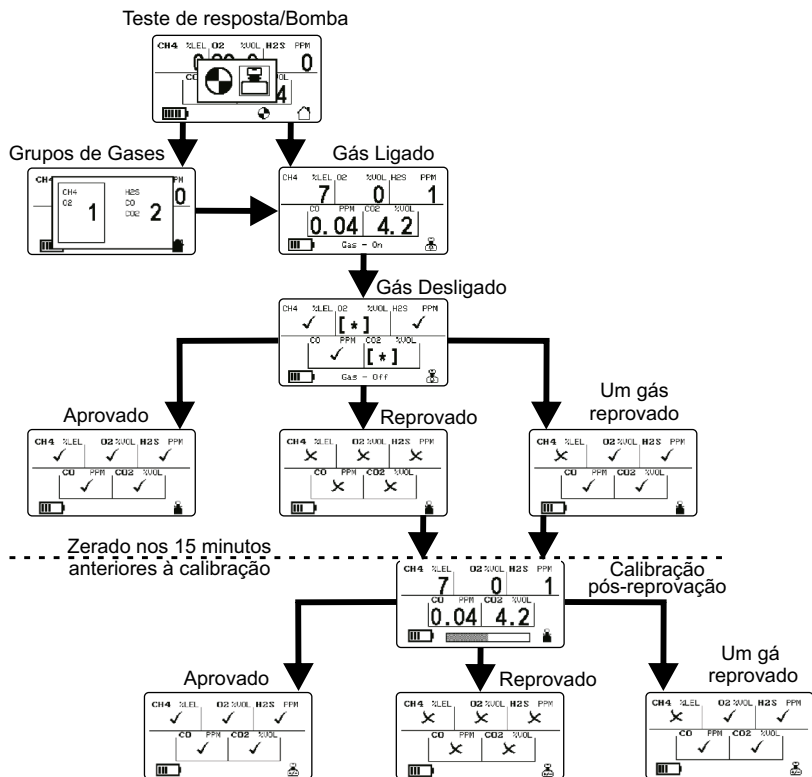 Teste de resposta/Bomba
CH4 %LEL O2 %VOL H2S PPM
0
CO
4
Grupos de Gases
CH4
O2
1
H2S
CO
CO2
2
0
Gás Ligado
CH4 %LEL O2 %VOL H2S PPM
7 0 1
CO PPM CO2 %VOL
0.04 4.2
Gas - On
Gás Desligado
CH4 %LEL O2 %VOL H2S PPM
✓ [*] ✓
CO PPM CO2 %VOL
✓ [*]
Gas - Off
Aprovado
CH4 %LEL O2 %VOL H2S PPM
CO PPM CO2 %VOL
Reprovado
CH4 %LEL O2 %VOL H2S PPM
CO PPM CO2 %VOL
Um gás
reprovado
CH4 %LEL O2 %VOL H2S PPM
CO PPM CO2 %VOL
Zerado nos 15 minutos
anteriores à calibração
CH4 %LEL O2 %VOL H2S PPM
7 0 1
CO PPM CO2 %VOL
0.04 4.2
Calibração
pós-reprovação
Aprovado
CH4 %LEL O2 %VOL H2S PPM
CO PPM CO2 %VOL
Reprovado
CH4 %LEL O2 %VOL H2S PPM
CO PPM CO2 %VOL
Um gá
reprovado
CH4 %LEL O2 %VOL H2S PPM
CO PPM CO2 %VOL